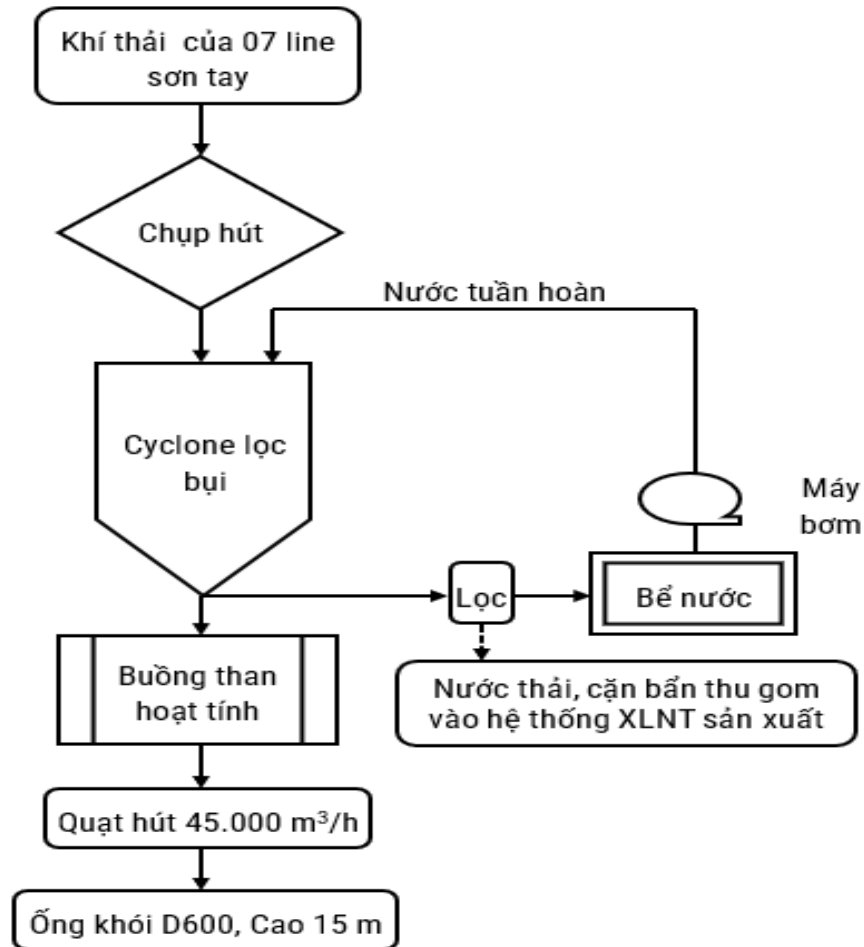 Khí thải của 07 line
sơn tay
Chụp hút
Nước tuần hoàn
Cyclone lọc
bụi
Máy
bơm
Lọc
Bể nước
Buồng than
hoạt tính
Nước thải, cặn bẩn thu gom
vào hệ thống XLNT sản xuất
Quạt hút 45.000 m³/h
Ống khói D600, Cao 15 m